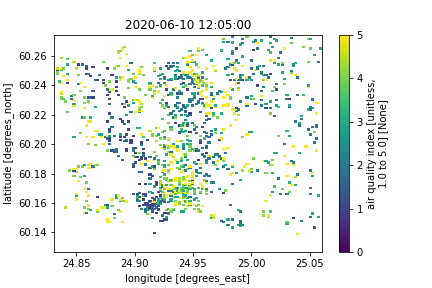 2020-06-10 12:05:00
60.26
60.24
60.22
60.20
60.18
60.16
60.14
latitude [degrees_north]
24.85 24.90 24.95 25.00 25.05
longitude [degrees_east]
5
4
3
2
1
0
air quality index [unitless,
1.0 to 5.0] [None]